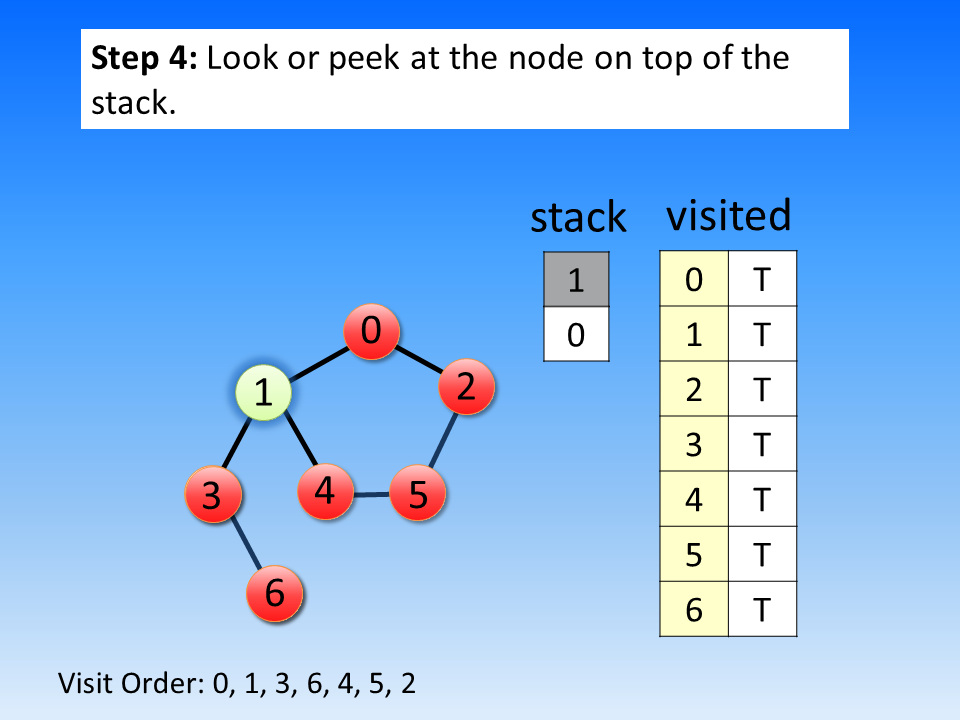 Step 4: Look or peek at the node on top of the
stack.
stack
visited
1
0
0 T
1 T
2 T
3 T
4 T
5 T
6 T
0
1
2
3
4
5
6
Visit Order: 0, 1, 3, 6, 4, 5, 2